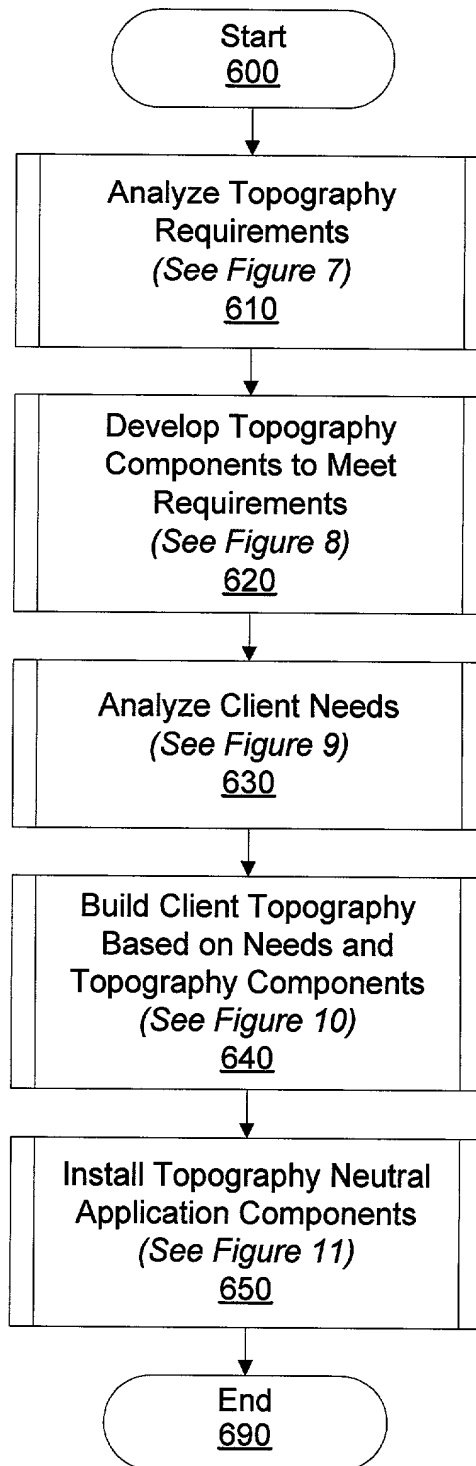 Start
600
Analyze Topography
Requirements
(See Figure 7)
610
Develop Topography
Components to Meet
Requirements
(See Figure 8)
620
Analyze Client Needs
(See Figure 9)
630
Build Client Topography
Based on Needs and
Topography Components
(See Figure 10)
640
Install Topography Neutral
Application Components
(See Figure 11)
650
End
690